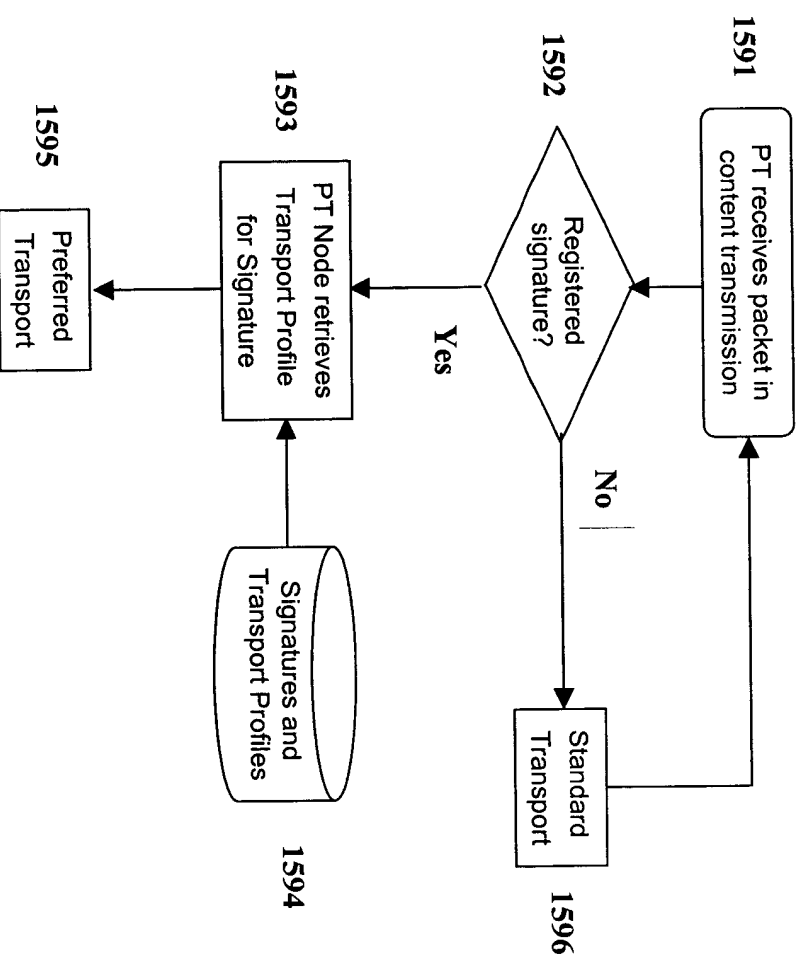 1591
PT receives packet in
content transmission
1592
Registered
signature?
No
Standard
Transport
1596
Yes
1593
PT Node retrieves
Transport Profile
for Signature
Signatures and
Transport Profiles
1594
1595
Preferred
Transport